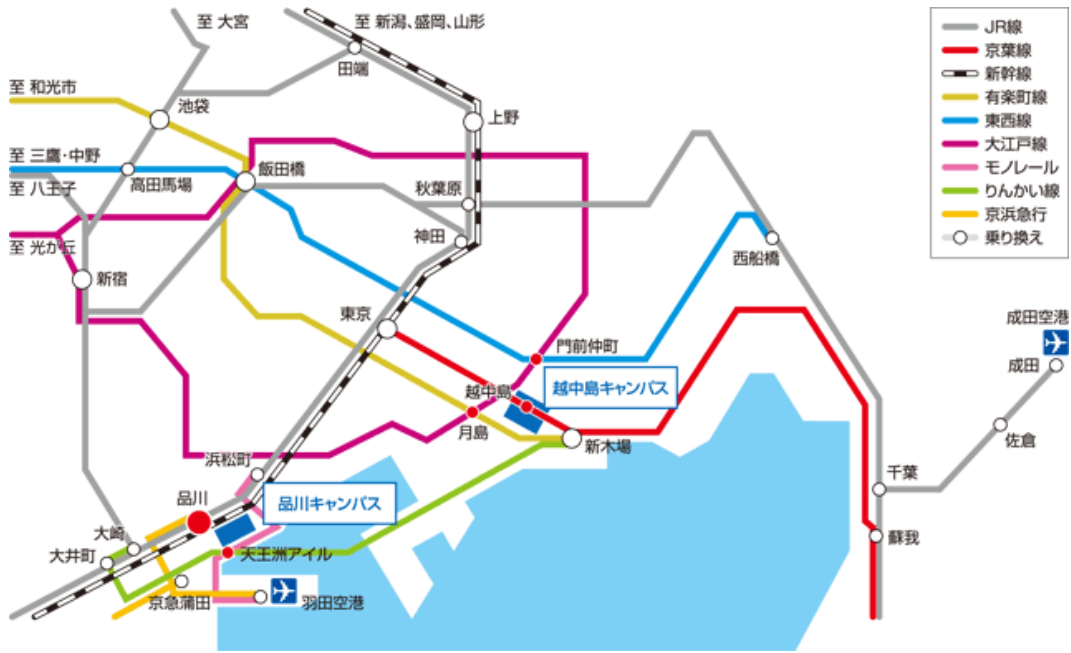 至 大宮
至 新潟、盛岡、山形
田端
至 和光市
池袋
上野
至 三鷹・中野
高田馬場
飯田橋
至 八王子
秋葉原
神田
至 光が丘
新宿
西船橋
東京
門前仲町
越中島
越中島キャンパス
月島
新木場
浜松町
品川
品川キャンパス
大崎
大井町
天王洲アイル
京急蒲田
羽田空港
成田空港
成田
佐倉
千葉
蘇我
JR線
京葉線
新幹線
有楽町線
東西線
大江戸線
モノレール
りんかい線
京浜急行
乗り換え